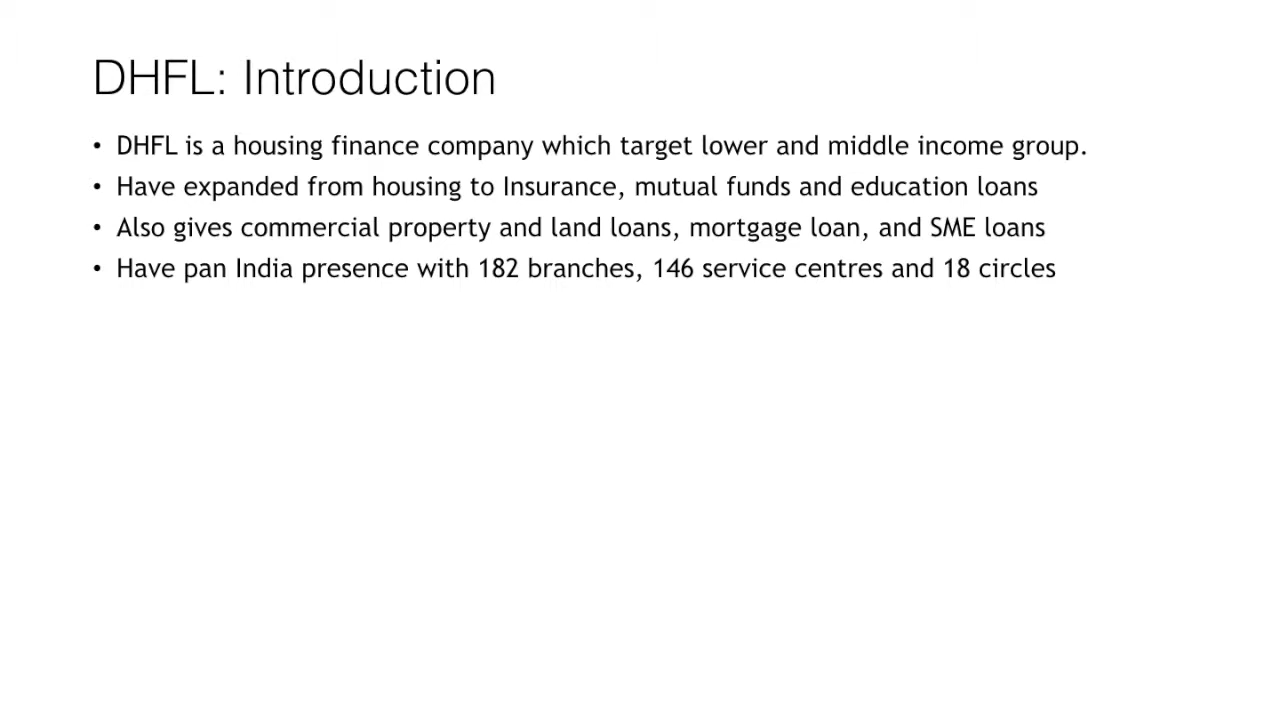 DHFL: Introduction
• DHFL is a housing finance company which target lower and middle income group.
• Have expanded from housing to Insurance, mutual funds and education loans
• Also gives commercial property and land loans, mortgage loan, and SME loans
• Have pan India presence with 182 branches, 146 service centres and 18 circles